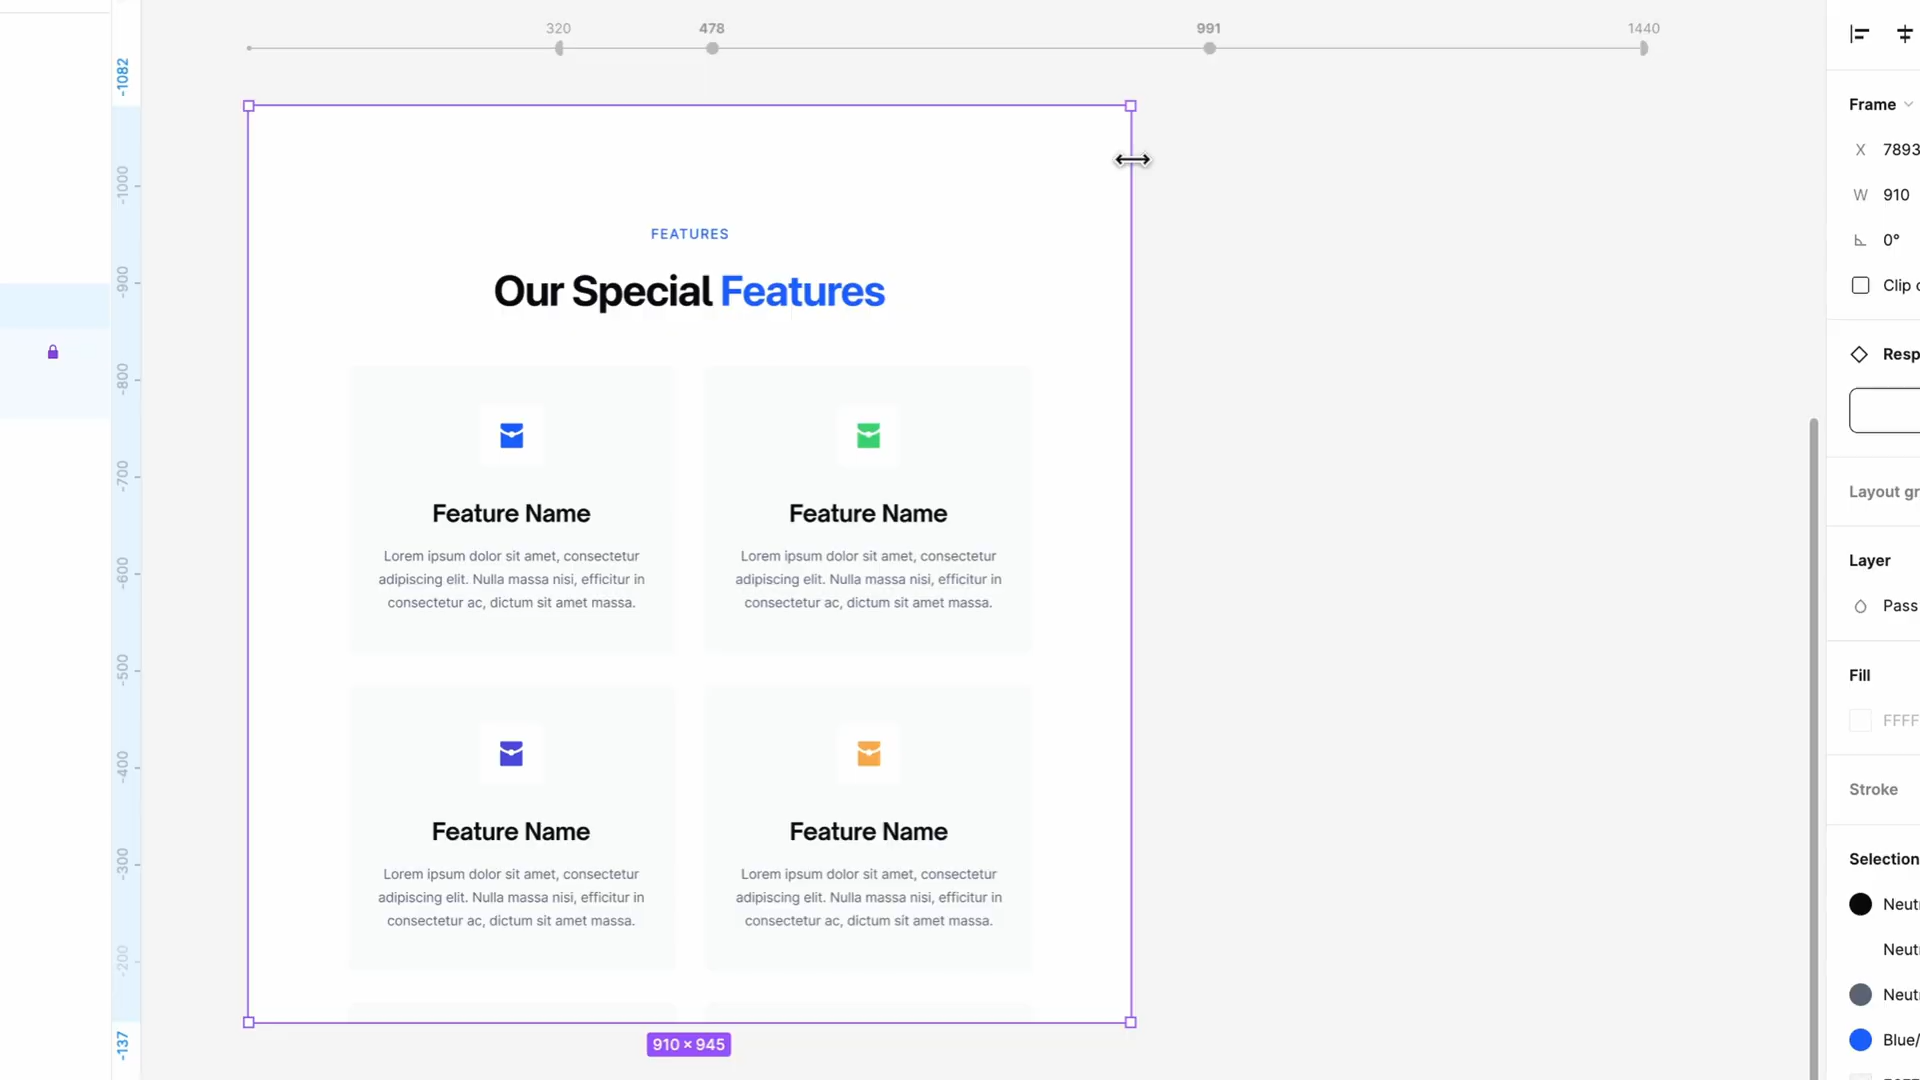 320
478
991
1440
-1082
-1000
-900
-800
-700
-600
-500
-400
-300
-200
-137
FEATURES
Our Special Features
Feature Name
Lorem ipsum dolor sit amet, consectetur
adipiscing elit. Nulla massa nisi, efficitur in
consectetur ac, dictum sit amet massa.
Feature Name
Lorem ipsum dolor sit amet, consectetur
adipiscing elit. Nulla massa nisi, efficitur in
consectetur ac, dictum sit amet massa.
Feature Name
Lorem ipsum dolor sit amet, consectetur
adipiscing elit. Nulla massa nisi, efficitur in
consectetur ac, dictum sit amet massa.
Feature Name
Lorem ipsum dolor sit amet, consectetur
adipiscing elit. Nulla massa nisi, efficitur in
consectetur ac, dictum sit amet massa.
910 × 945
Frame
X 7893
W 910
0°
Clip c
Resp
Layout gr
Layer
Pass
Fill
FFFF
Stroke
Selection
Neut
Neut
Neut
Blue/